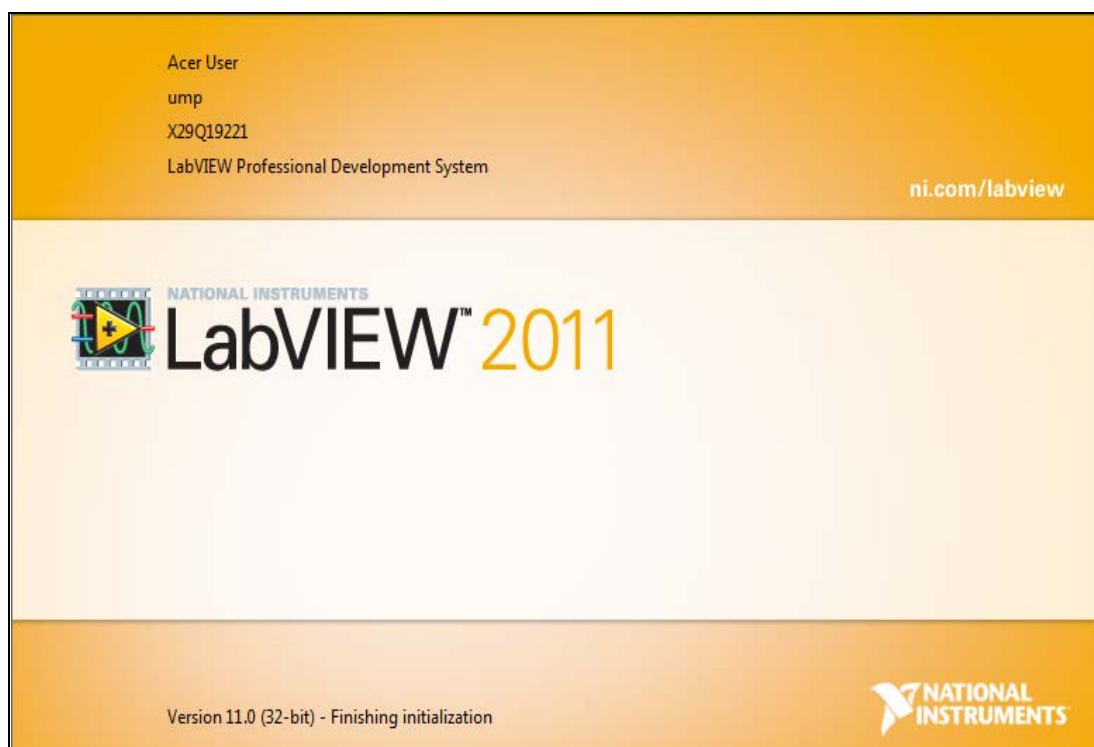 Acer User
ump
X29Q19221
LabVIEW Professional Development System
ni.com/labview
NATIONAL INSTRUMENTS
LabVIEW™ 2011
Version 11.0 (32-bit) - Finishing initialization
NATIONAL
INSTRUMENTS